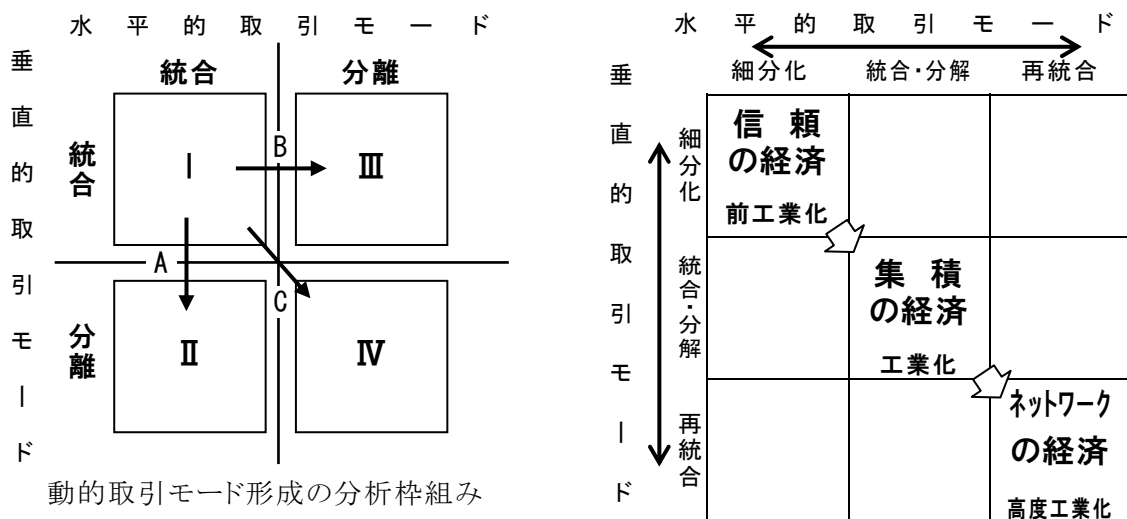 水平的取引モード
垂直的取引モード
統合
分離
統合
分離
Ⅰ
B
Ⅲ
A
C
Ⅱ
Ⅳ
動的取引モード形成の分析枠組み
水平的取引モード
細分化
統合・分解
再統合
垂直的取引モード
細分化
統合・分解
再統合
信頼
の経済
前工業化
集積
の経済
工業化
ネットワーク
の経済
高度工業化